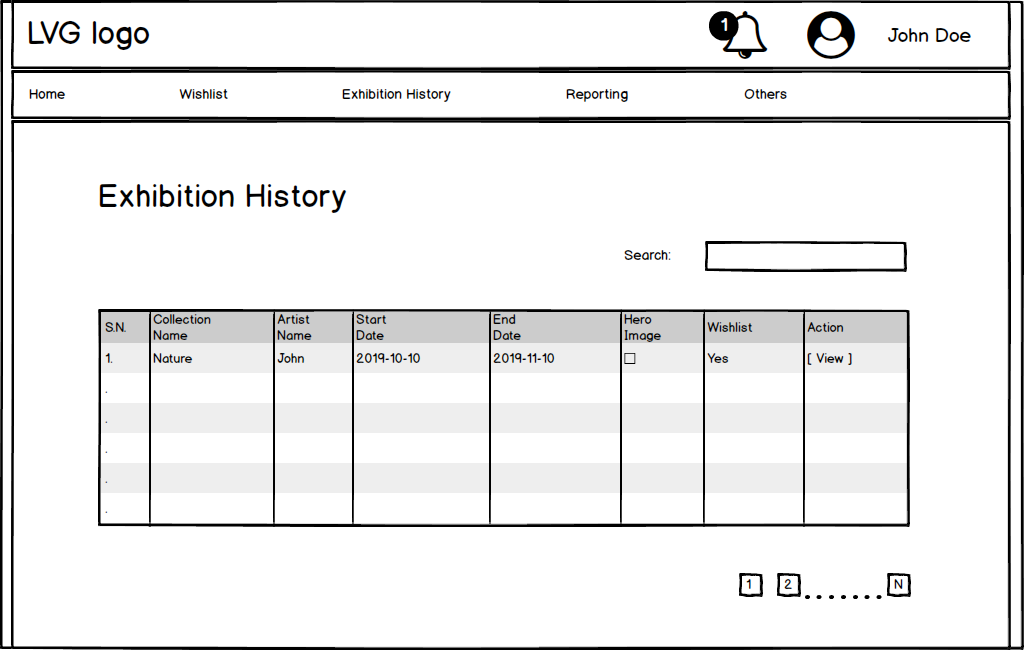 LVG logo
1
John Doe
Home Wishlist Exhibition History Reporting Others
Exhibition History
Search:
S.N. Collection Name Artist Name Start Date End Date Hero Image Wishlist Action
1. Nature John 2019-10-10 2019-11-10 ☐ Yes [ View ]
.
.
.
.
.
1 2 ....... N